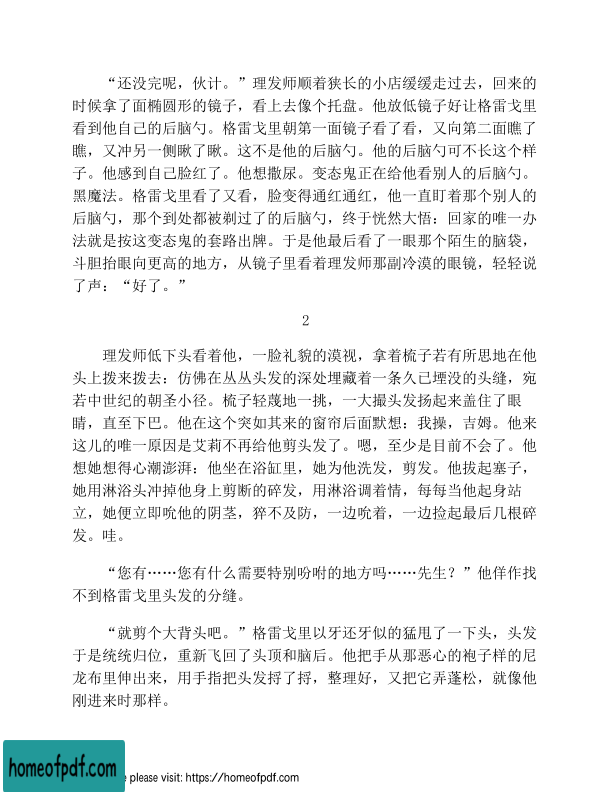 “还没完呢，伙计。”理发师顺着狭长的小店缓缓走过去，回来的
时候拿了面椭圆形的镜子，看上去像个托盘。他放低镜子好让格雷戈里
看到他自己的后脑勺。格雷戈里朝第一面镜子看了看，又向第二面瞧了
瞧，又冲另一侧瞅了瞅。这不是他的后脑勺。他的后脑勺可不长这个样
子。他感到自己脸红了。他想撒尿。变态鬼正在给他看别人的后脑勺。
黑魔法。格雷戈里看了又看，脸变得通红通红，他一直盯着那个别人的
后脑勺，那个到处都被剃过了的后脑勺，终于恍然大悟：回家的唯一办
法就是按这变态鬼的套路出牌。于是他最后看了一眼那个陌生的脑袋，
斗胆抬眼向更高的地方，从镜子里看着理发师那副冷漠的眼镜，轻轻说
了声：“好了。”
2
理发师低下头看着他，一脸礼貌的漠视，拿着梳子若有所思地在他
头上拨来拨去：仿佛在丛丛头发的深处埋藏着一条久已堙没的头缝，宛
若中世纪的朝圣小径。梳子轻蔑地一挑，一大撮头发扬起来盖住了眼
睛，直至下巴。他在这个突如其来的窗帘后面默想：我操，吉姆。他来
这儿的唯一原因是艾莉不再给他剪头发了。嗯，至少是目前不会了。他
想她想得心潮澎湃：他坐在浴缸里，她为他洗发，剪发。他拔起塞子，
她用淋浴头冲掉他身上剪断的碎发，用淋浴调着情，每每当他起身站
立，她便立即吮他的阴茎，猝不及防，一边吮着，一边捡起最后几根碎
发。哇。
“您有……您有什么需要特别吩咐的地方吗……先生？”他佯作找
不到格雷戈里头发的分缝。
“就剪个大背头吧。”格雷戈里以牙还牙似的猛甩了一下头，头发
于是统统归位，重新飞回了头顶和脑后。他把手从那恶心的袍子样的尼
龙布里伸出来，用手指把头发捋了捋，整理好，又把它弄蓬松，就像他
刚进来时那样。
homeofpdf.com
e please visit: https://homeofpdf.com